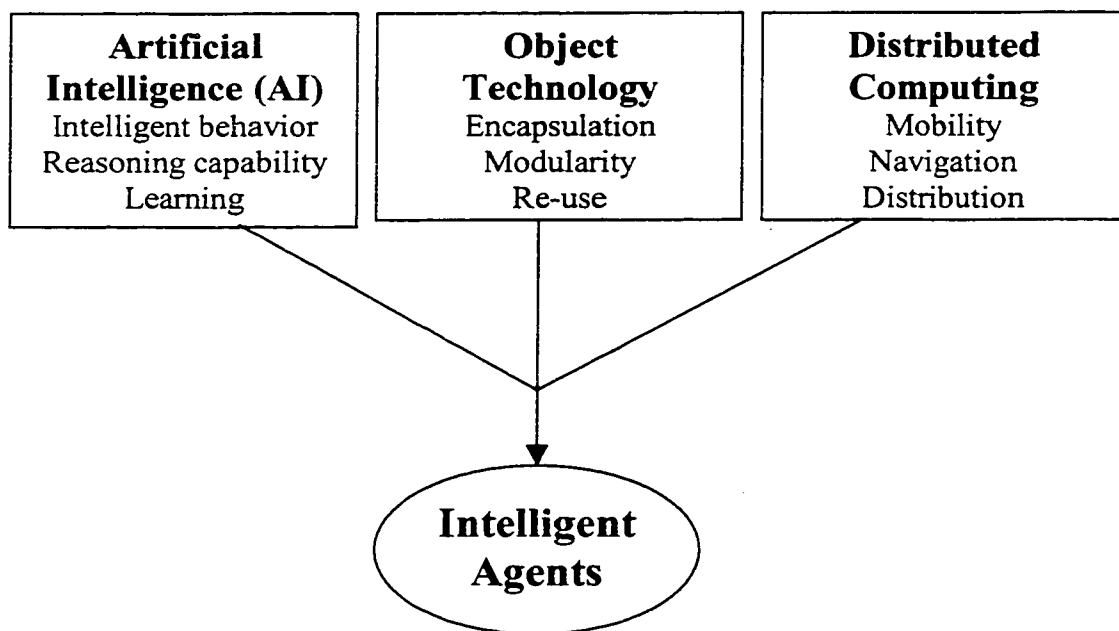 Artificial
Intelligence (AI)
Intelligent behavior
Reasoning capability
Learning
Object
Technology
Encapsulation
Modularity
Re-use
Distributed
Computing
Mobility
Navigation
Distribution
Intelligent
Agents